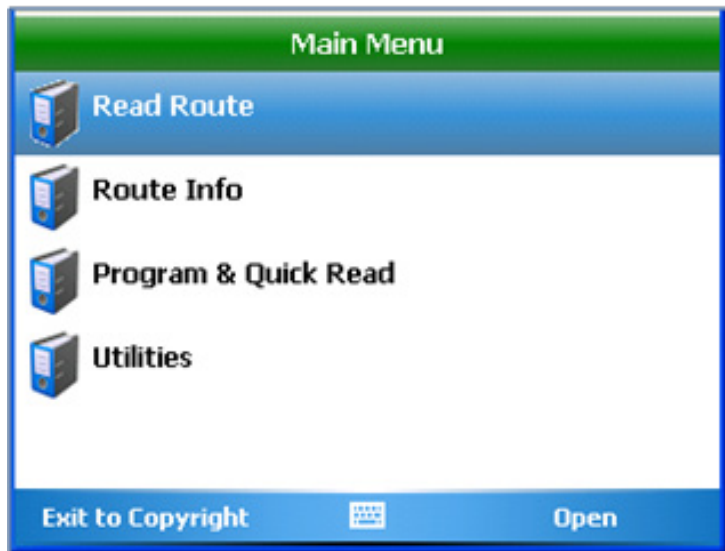 Main Menu
Read Route
Route Info
Program & Quick Read
Utilities
Exit to Copyright
Open